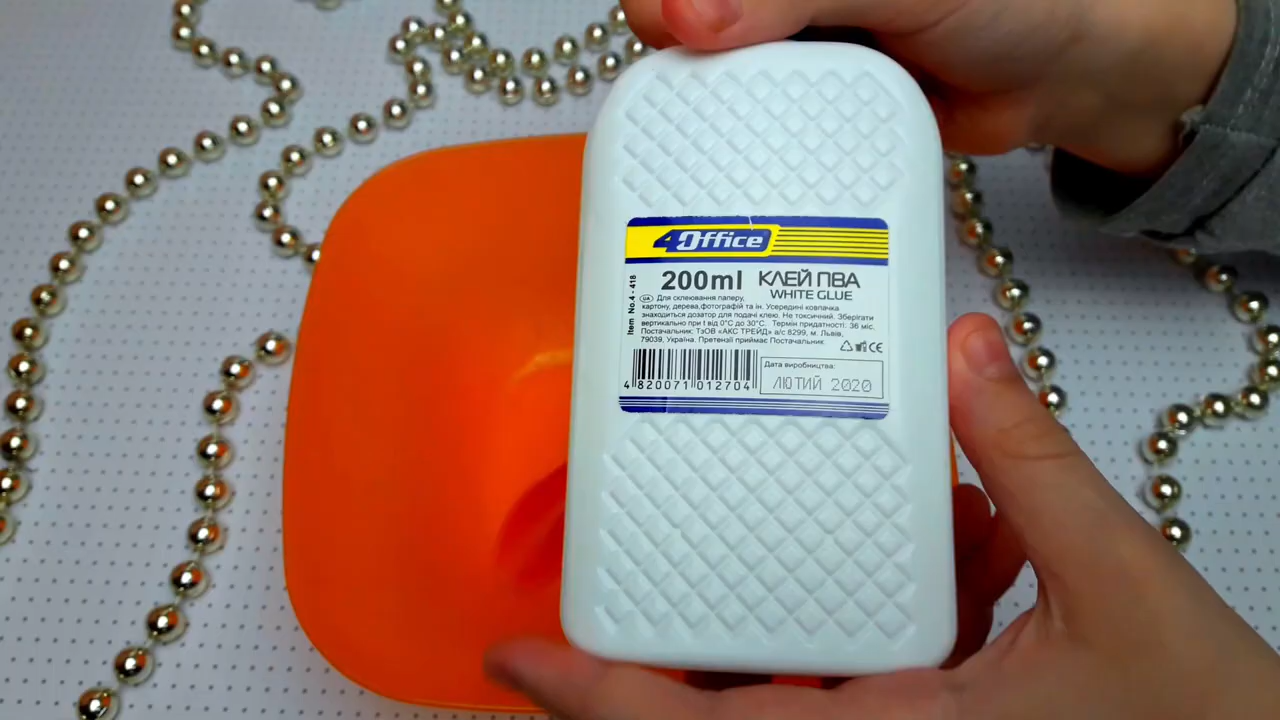 4Office
200ml КЛЕЙ ПВА
WHITE GLUE
Item No.4 - 418
UA Для склеювання паперу,
картону, дерева,фотографій та ін. Усередині ковпачка
знаходиться дозатор для подачі клею. Не токсичний. Зберігати
вертикально при t від 0°С до 30°С. Термін придатності: 36 міс.
Постачальник: ТзОВ «АКС ТРЕЙД» а/с 8299, м. Львів,
79039, Україна. Претензії приймає Постачальник.
CE
Дата виробництва:
ЛЮТИЙ 2020
4 820071 012704